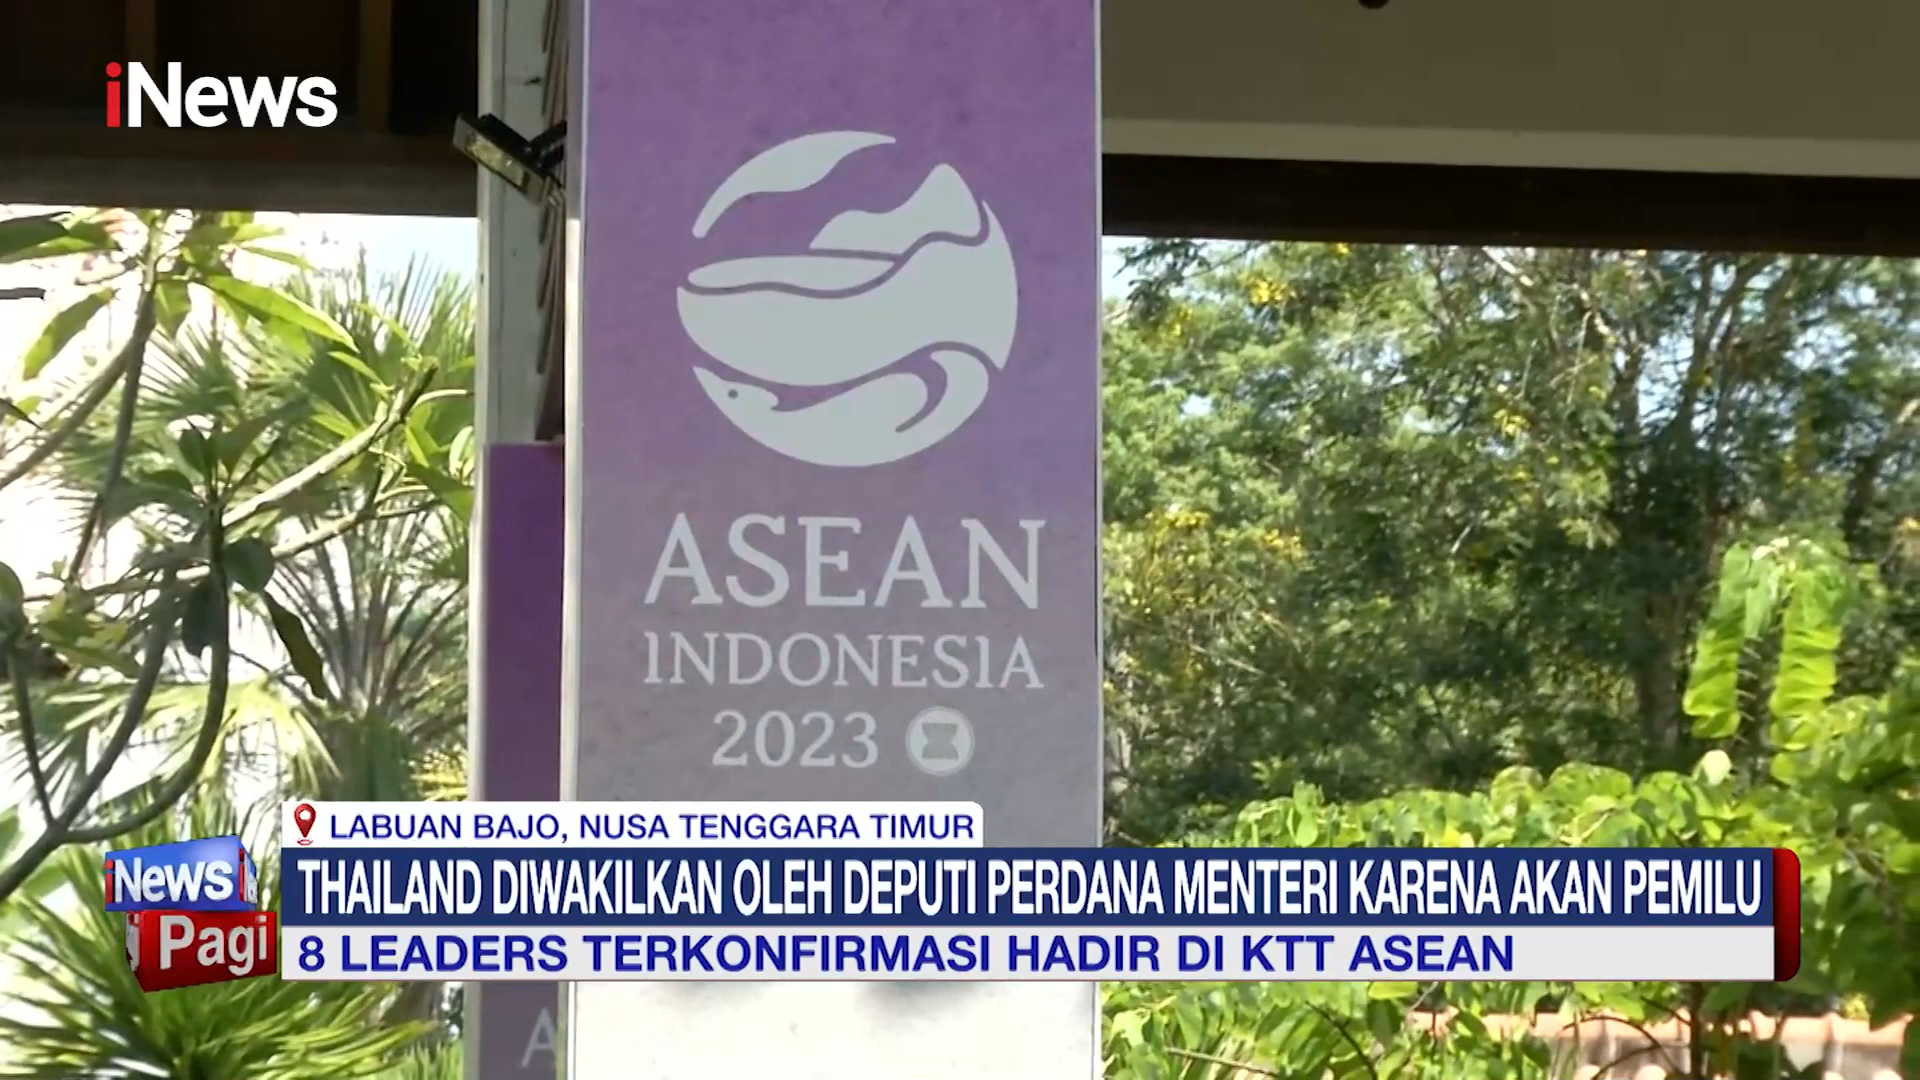 iNews
ASEAN
INDONESIA
2023
LABUAN BAJO, NUSA TENGGARA TIMUR
THAILAND DIWAKILKAN OLEH DEPUTI PERDANA MENTERI KARENA AKAN PEMILU
8 LEADERS TERKONFIRMASI HADIR DI KTT ASEAN
iNews
Pagi
A